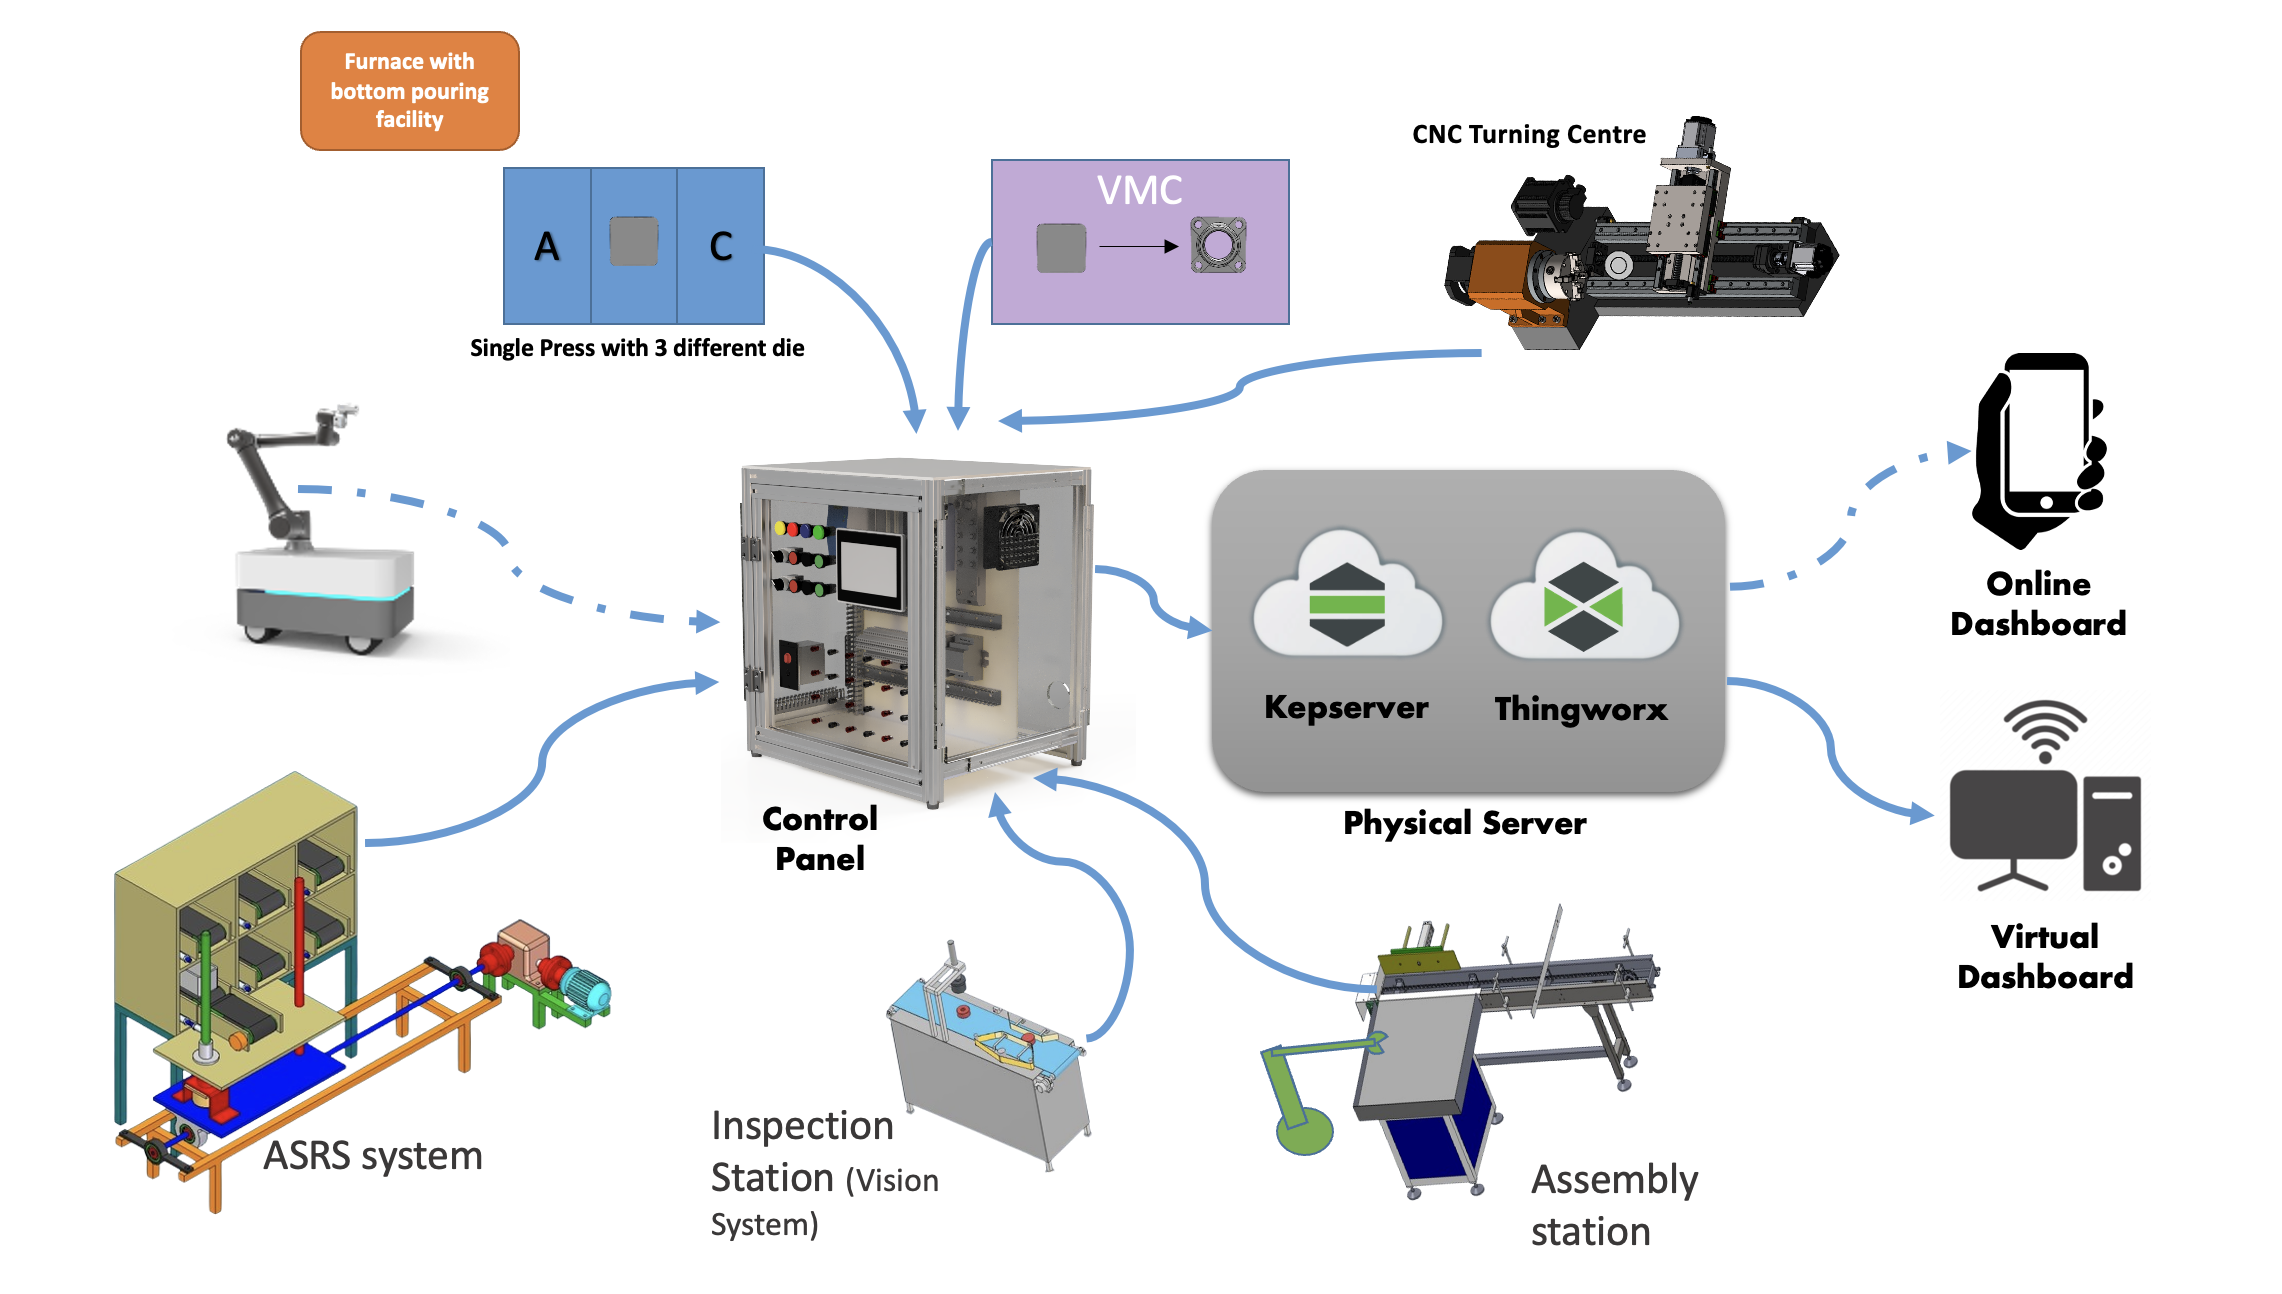 Furnace with
bottom pouring
facility
A
C
Single Press with 3 different die
VMC
CNC Turning Centre
Control
Panel
Kepserver
Thingworx
Physical Server
Online
Dashboard
Virtual
Dashboard
ASRS system
Inspection
Station (Vision
System)
Assembly
station